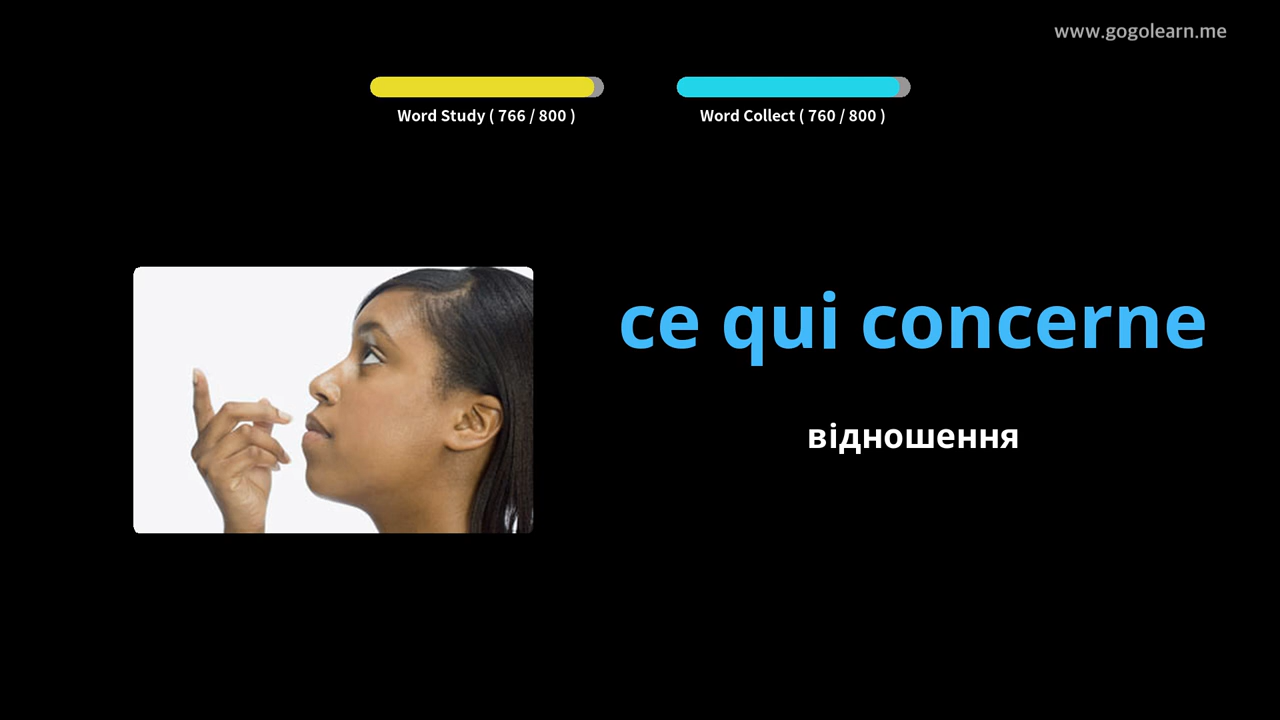 www.gogolearn.me
Word Study ( 766 / 800 )
Word Collect ( 760 / 800 )
ce qui concerne
відношення